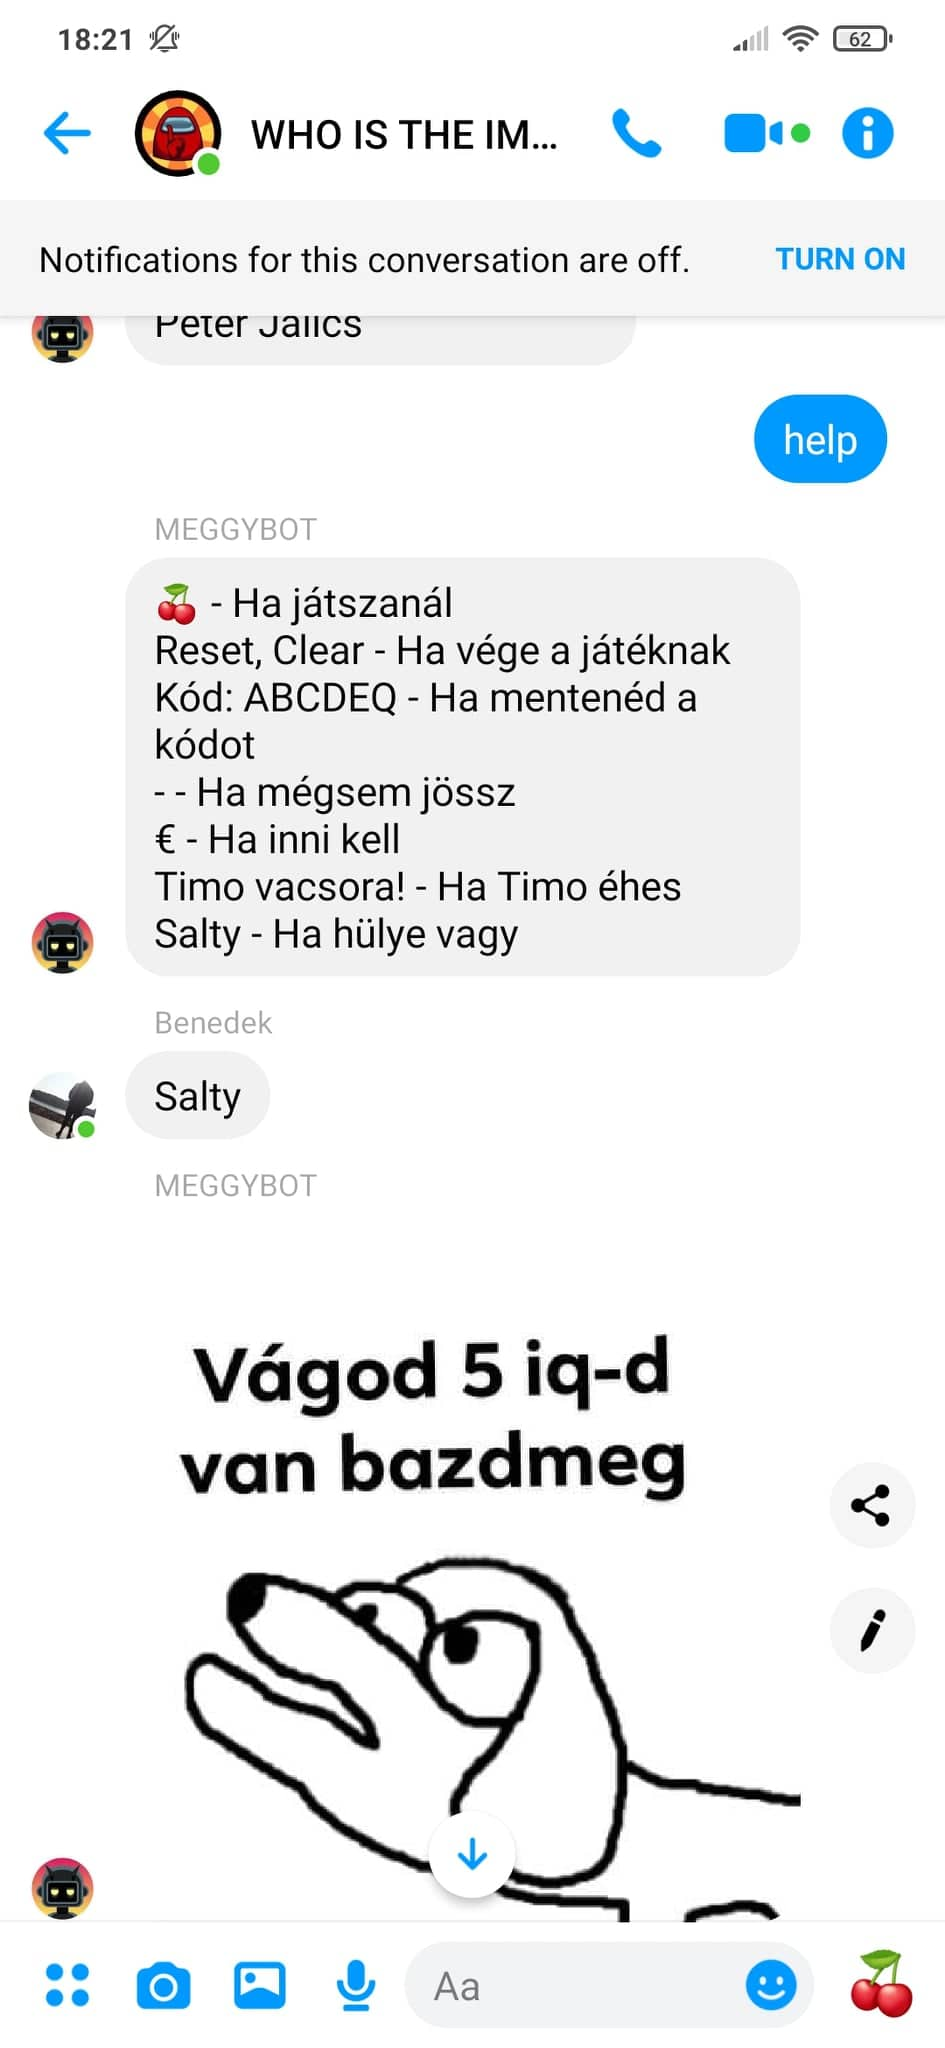 18:21
62
WHO IS THE IM...
Notifications for this conversation are off.
TURN ON
Peter Jalics
help
MEGGYBOT
🍒 - Ha játszanál
Reset, Clear - Ha vége a játéknak
Kód: ABCDEQ - Ha mentenéd a
kódot
- - Ha mégsem jössz
€ - Ha inni kell
Timo vacsora! - Ha Timo éhes
Salty - Ha hülye vagy
Benedek
Salty
MEGGYBOT
Vágod 5 iq-d
van bazdmeg
Aa